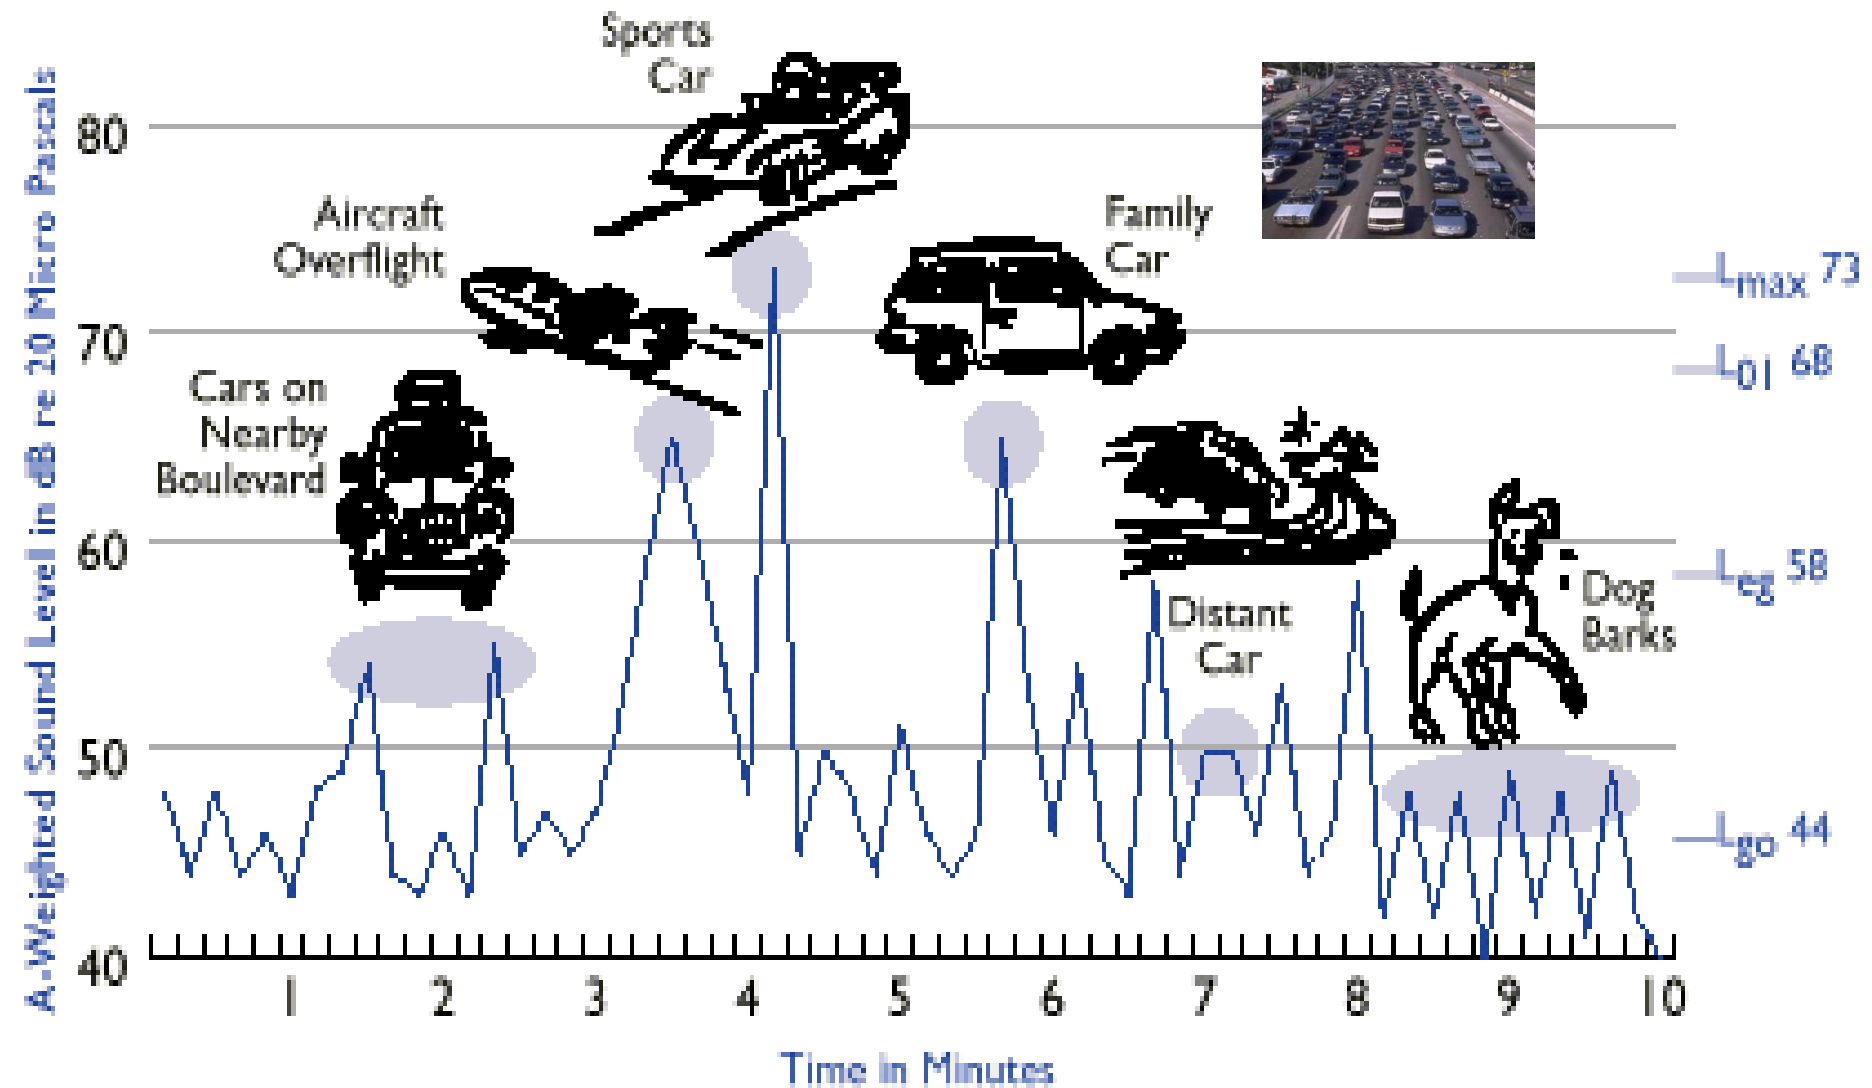 Sports
Car
Aircraft
Overflight
Family
Car
Cars on
Nearby
Boulevard
Distant
Car
Dog
Barks
A-Weighted Sound Level in dB re 20 Micro Pascals
80
70
60
50
40
Lmax 73
L01 68
Leg 58
Lgo 44
1 2 3 4 5 6 7 8 9 10
Time in Minutes